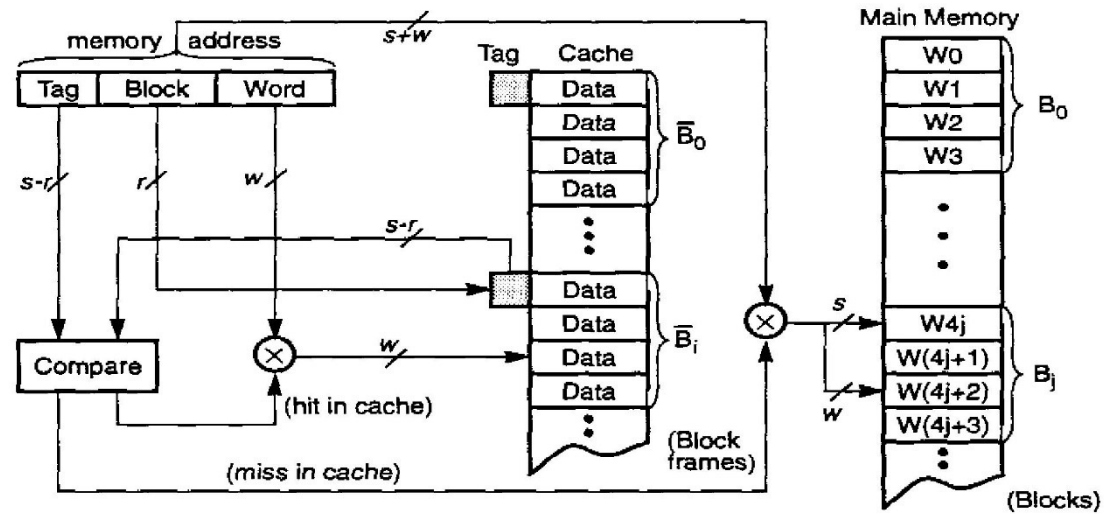 memory address
s+w
Main Memory
Tag Block Word
Tag Cache
Data
Data
Data
Data
B̅0
W0
W1
W2
W3
B0
s-r
r
w
s-r
Data
Data
Data
Data
B̅i
Compare
w
(hit in cache)
(miss in cache)
(Block
frames)
s
w
W4j
W(4j+1)
W(4j+2)
W(4j+3)
Bj
(Blocks)